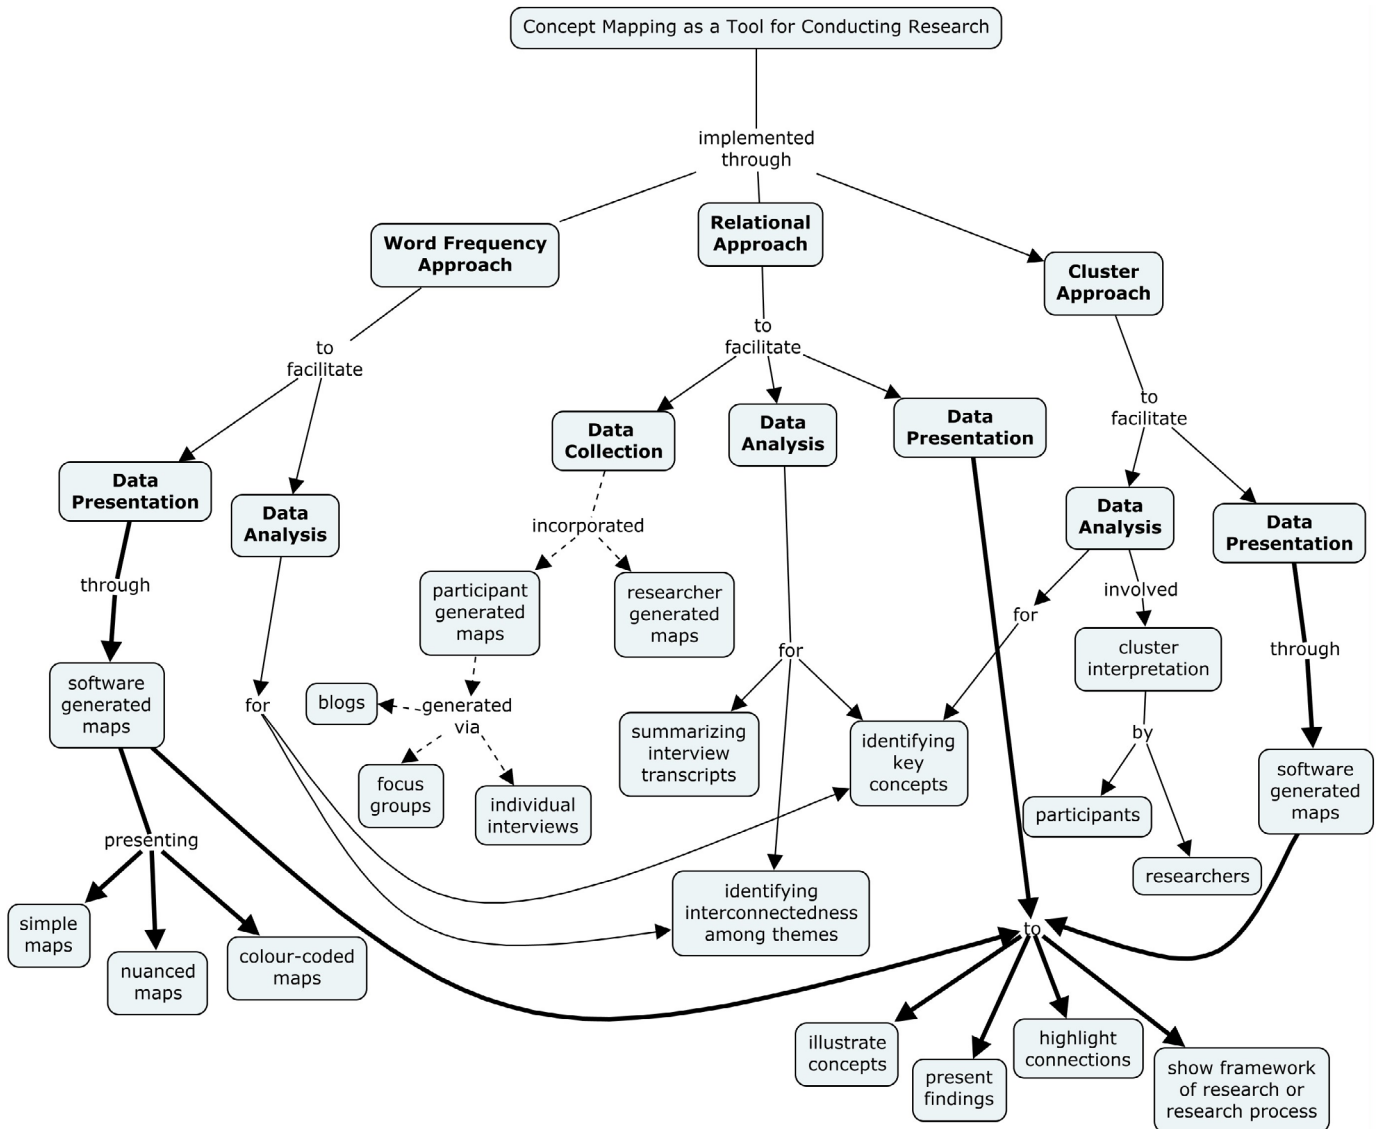 Concept Mapping as a Tool for Conducting Research
implemented
through
Word Frequency
Approach
Relational
Approach
Cluster
Approach
to
facilitate
to
facilitate
to
facilitate
Data
Presentation
Data
Analysis
Data
Collection
Data
Analysis
Data
Presentation
Data
Analysis
Data
Presentation
through
incorporated
for
involved
through
software
generated
maps
participant
generated
maps
researcher
generated
maps
for
cluster
interpretation
for
blogs
generated
via
by
summarizing
interview
transcripts
identifying
key
concepts
software
generated
maps
focus
groups
individual
interviews
participants
researchers
presenting
identifying
interconnectedness
among themes
to
simple
maps
nuanced
maps
colour-coded
maps
illustrate
concepts
present
findings
highlight
connections
show framework
of research or
research process